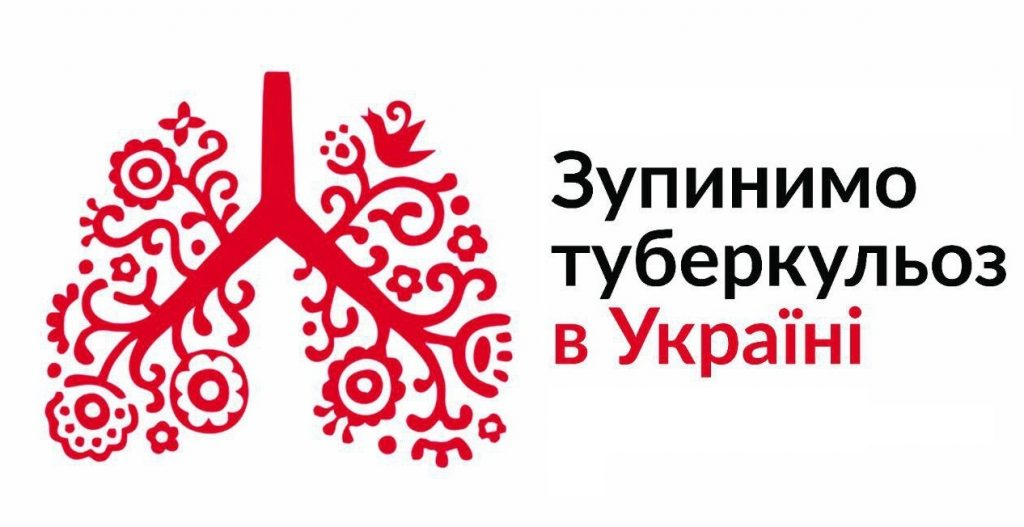 Зупинимо
туберкульоз
в Україні